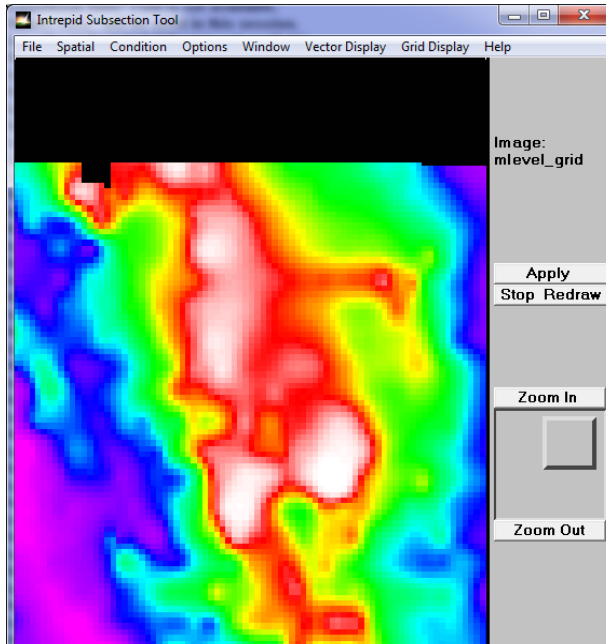 Intrepid Subsection Tool
File Spatial Condition Options Window Vector Display Grid Display Help
Image:
mlevel_grid
Apply
Stop Redraw
Zoom In
Zoom Out